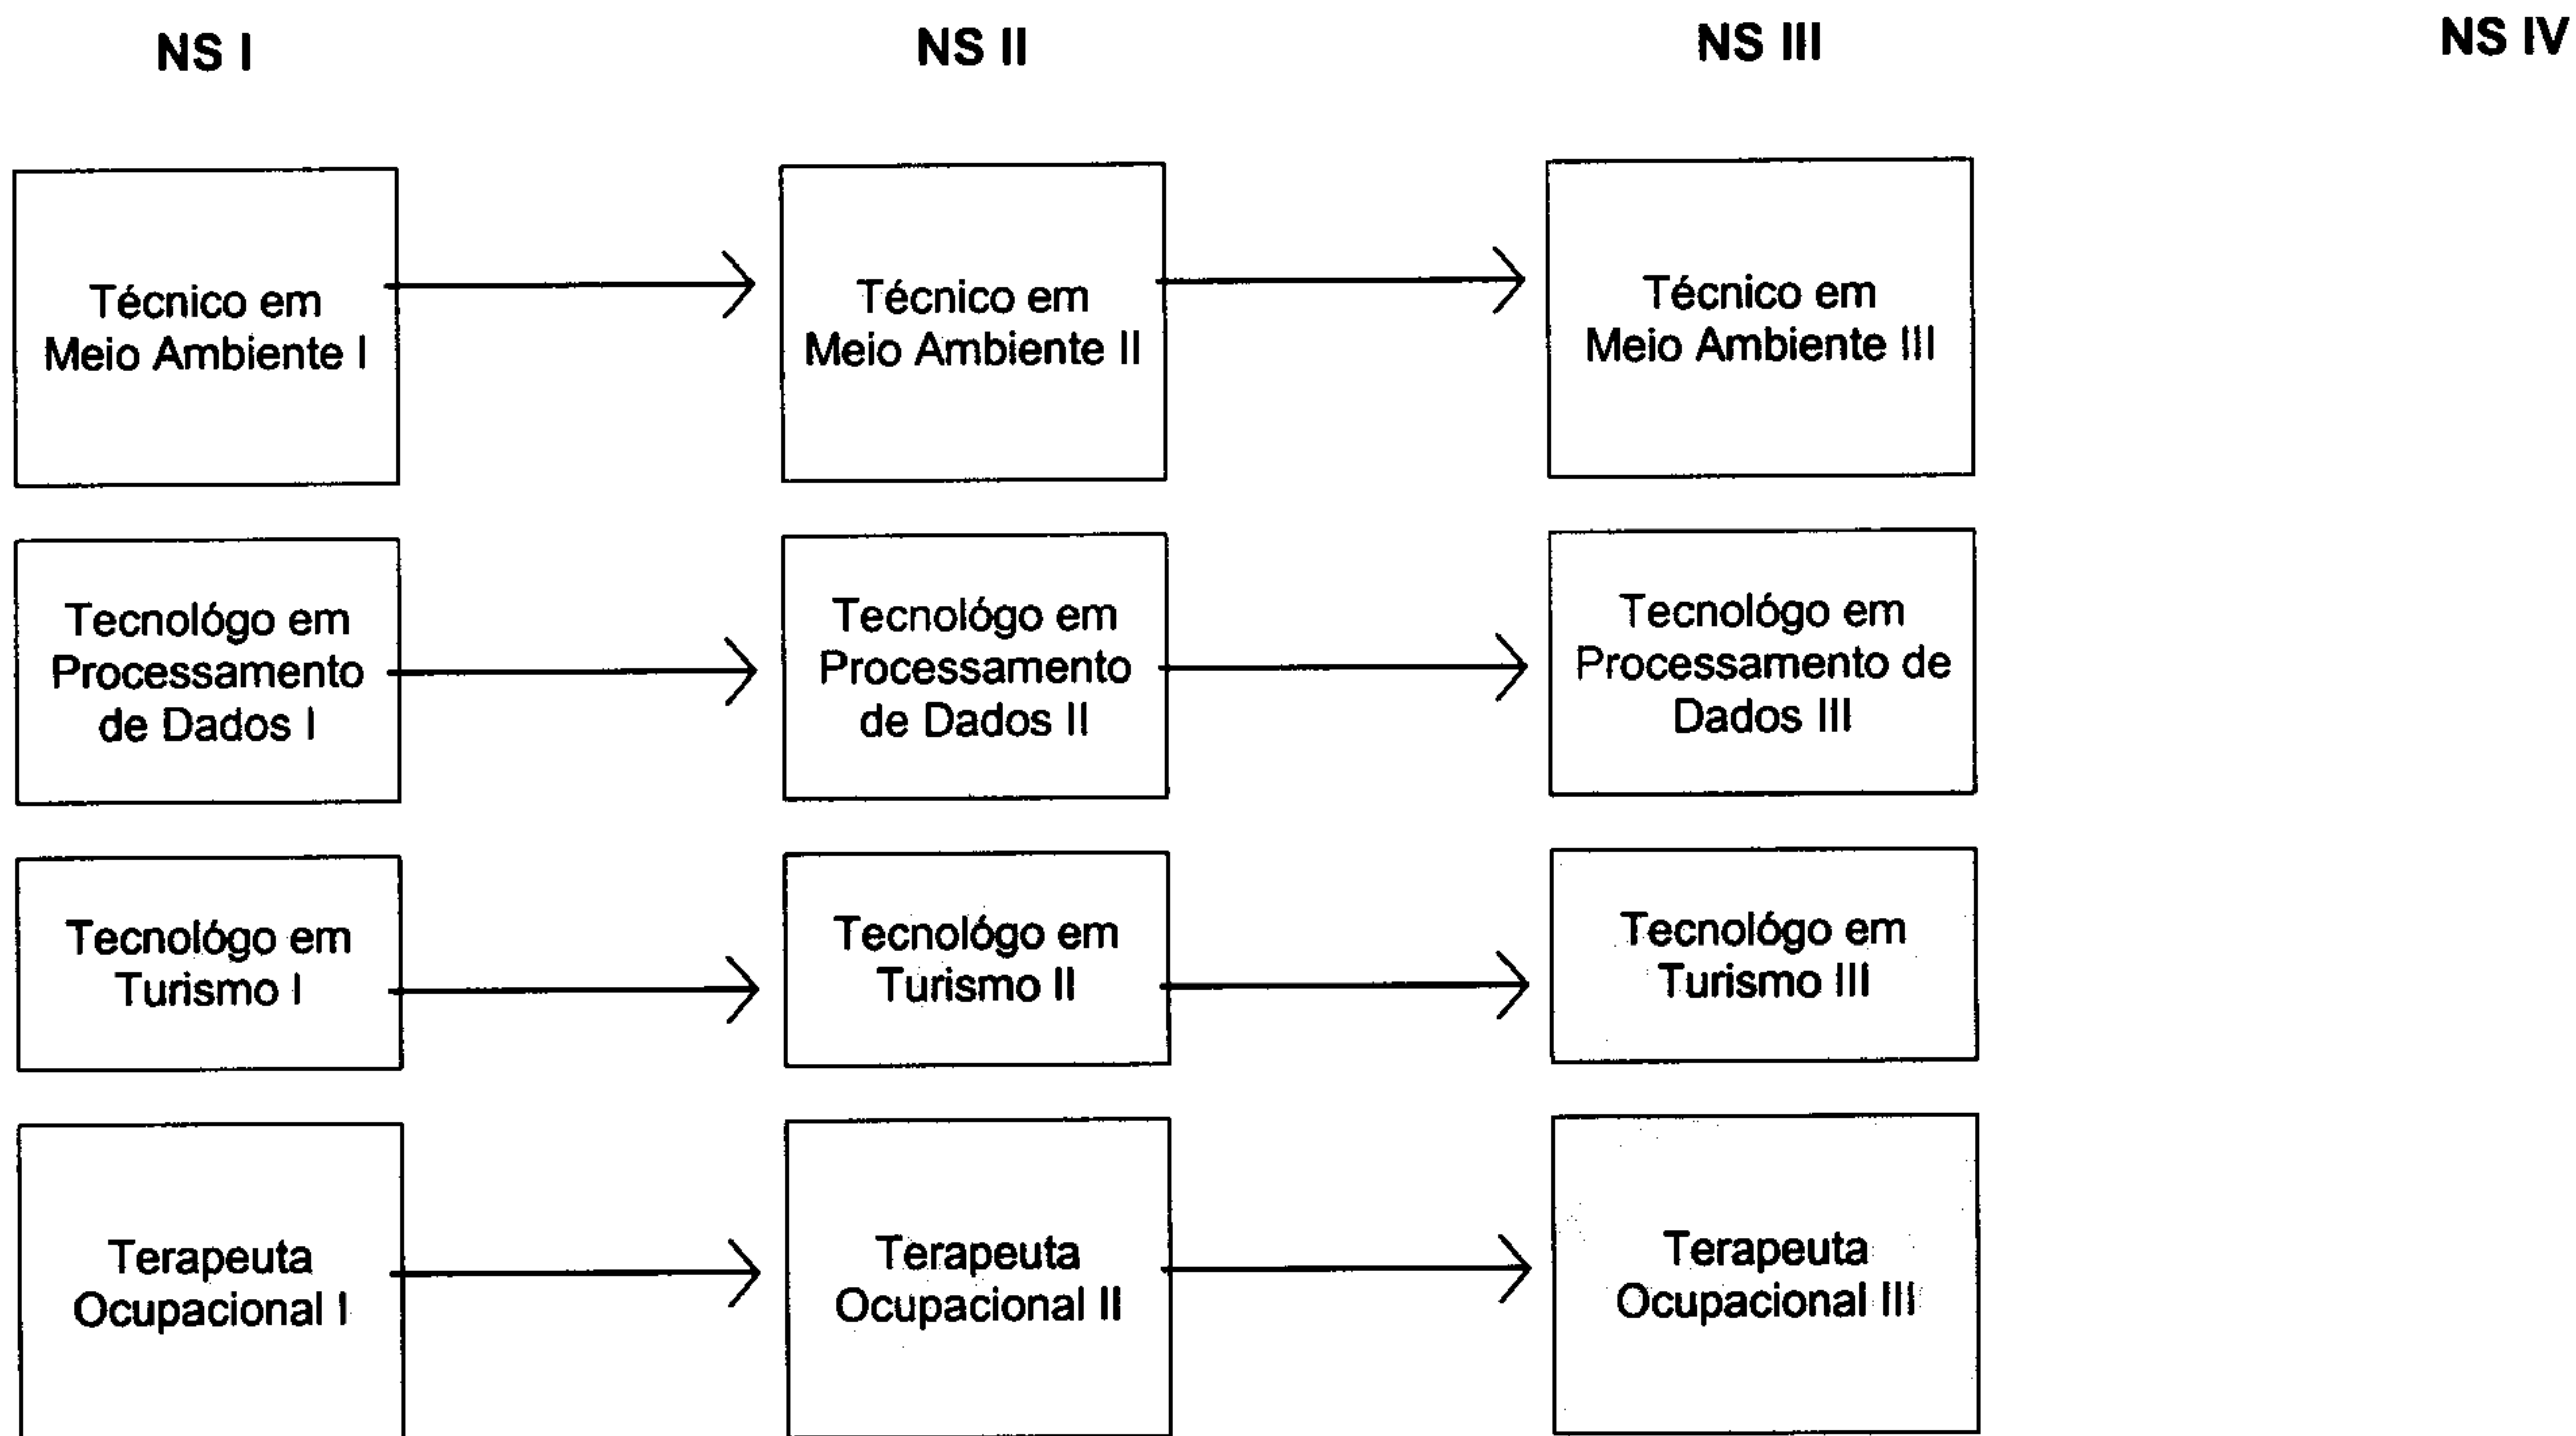 NS I
NS II
NS III
NS IV
Técnico em
Meio Ambiente I
Técnico em
Meio Ambiente II
Técnico em
Meio Ambiente III
Tecnológo em
Processamento
de Dados I
Tecnológo em
Processamento
de Dados II
Tecnológo em
Processamento de
Dados III
Tecnológo em
Turismo I
Tecnológo em
Turismo II
Tecnológo em
Turismo III
Terapeuta
Ocupacional I
Terapeuta
Ocupacional II
Terapeuta
Ocupacional III